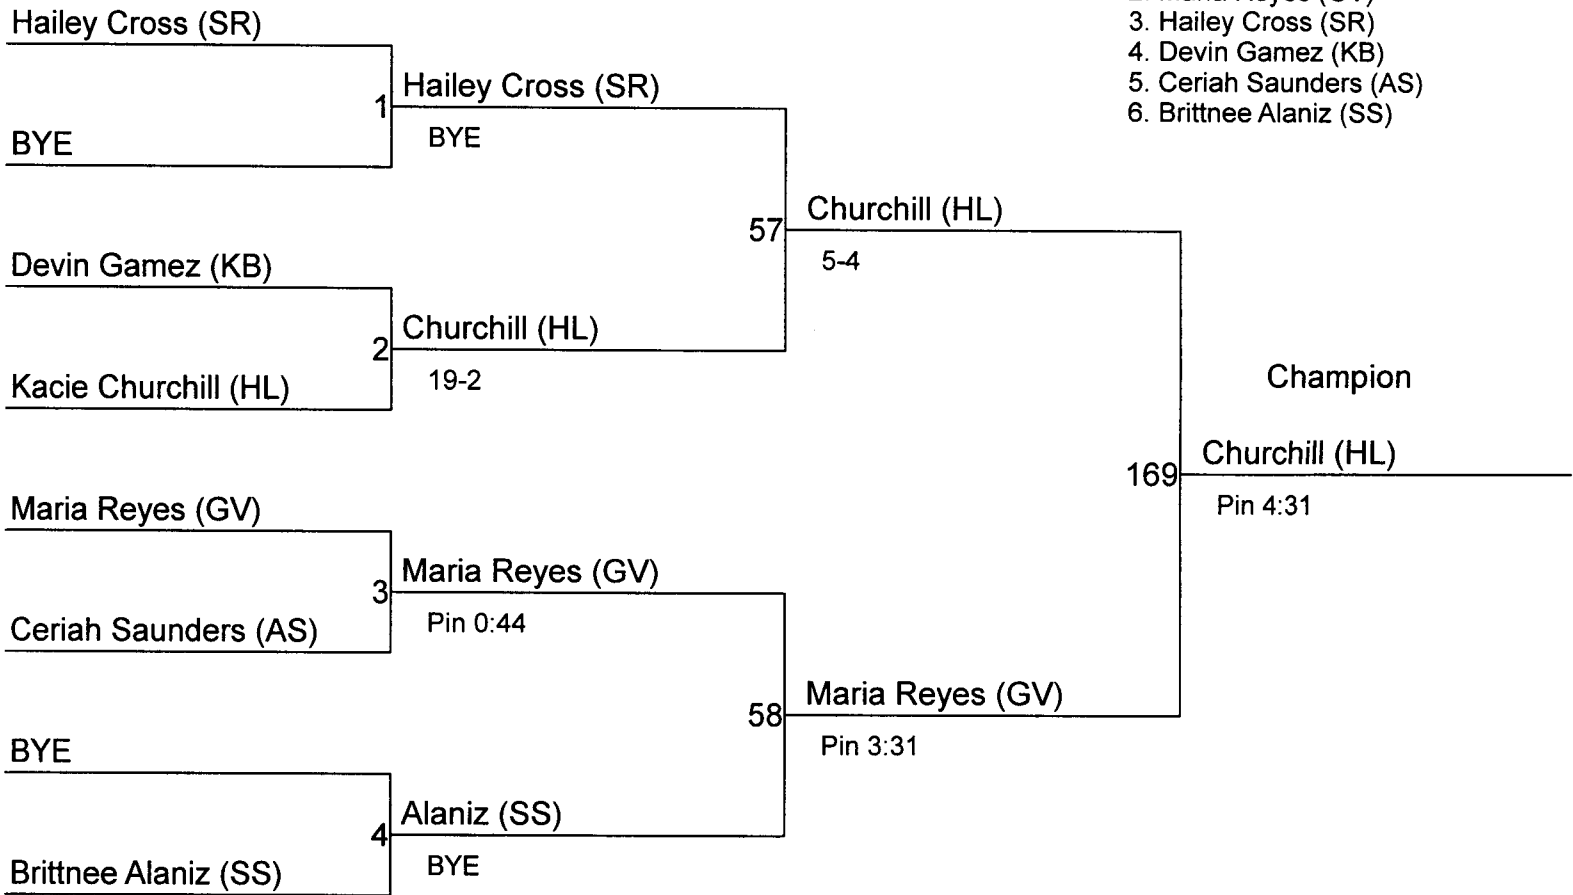 Hailey Cross (SR)
3. Hailey Cross (SR)
4. Devin Gamez (KB)
5. Ceriah Saunders (AS)
6. Brittnee Alaniz (SS)
1
Hailey Cross (SR)
BYE
BYE
57
Churchill (HL)
5-4
Devin Gamez (KB)
2
Churchill (HL)
19-2
Kacie Churchill (HL)
Champion
169
Churchill (HL)
Pin 4:31
Maria Reyes (GV)
3
Maria Reyes (GV)
Pin 0:44
Ceriah Saunders (AS)
58
Maria Reyes (GV)
Pin 3:31
BYE
4
Alaniz (SS)
BYE
Brittnee Alaniz (SS)